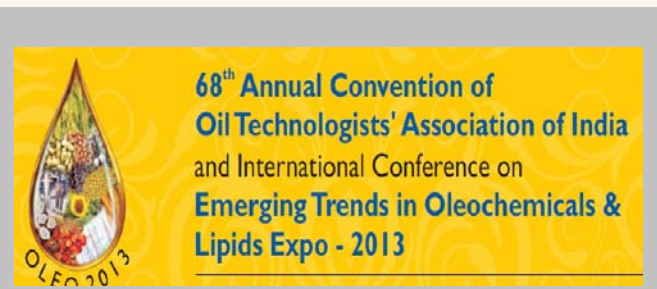 68th Annual Convention of
Oil Technologists' Association of India
and International Conference on
Emerging Trends in Oleochemicals &
Lipids Expo - 2013
OLEO 2013